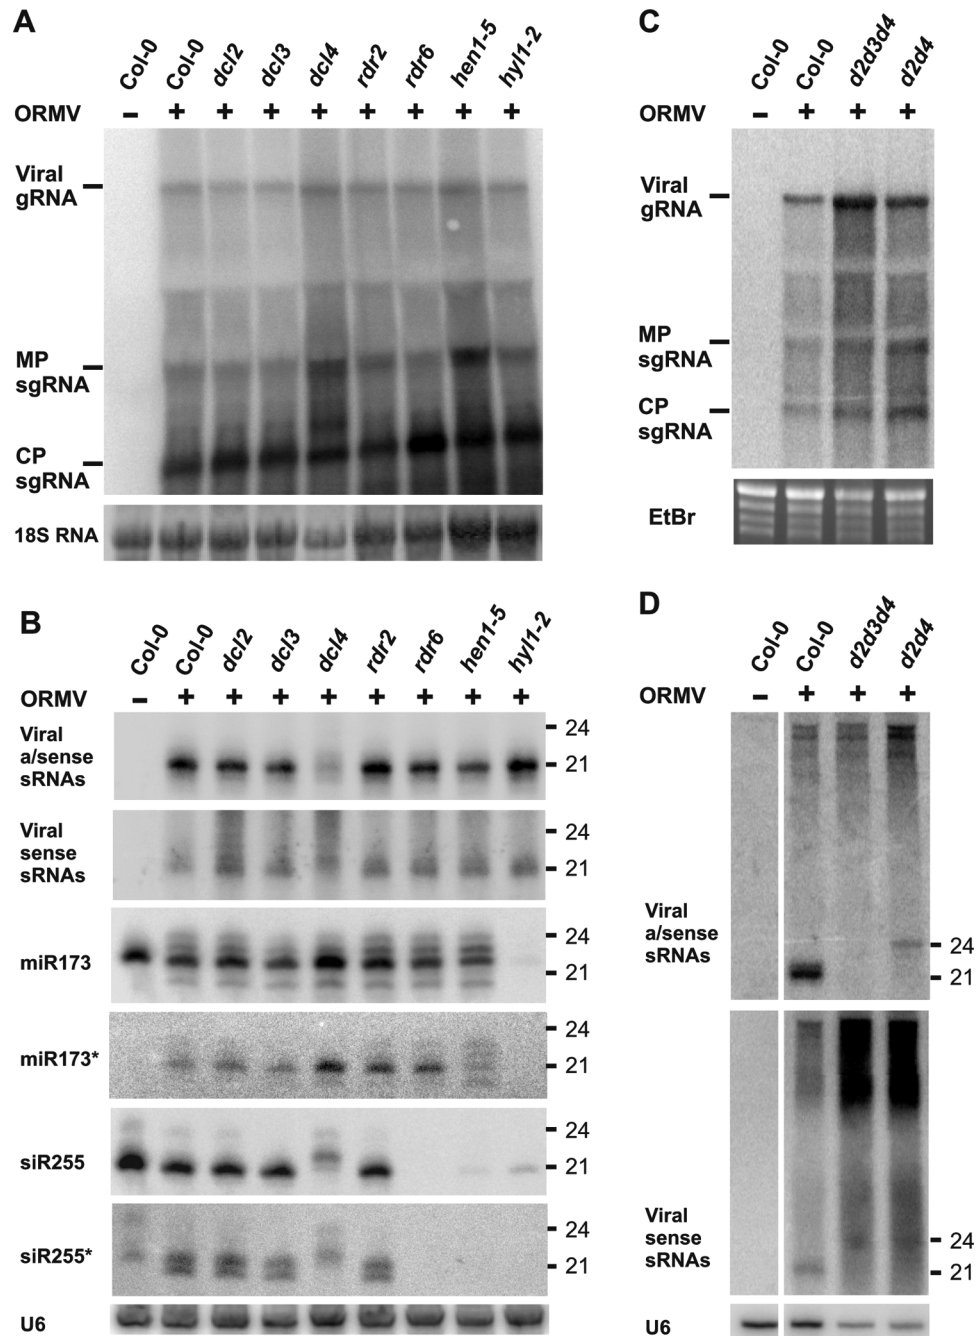 A
Col-0 Col-0 dcl2 dcl3 dcl4 rdr2 rdr6 hen1-5 hyl1-2
ORMV − + + + + + + + +
Viral
gRNA
MP
sgRNA
CP
sgRNA
18S RNA
B
Col-0 Col-0 dcl2 dcl3 dcl4 rdr2 rdr6 hen1-5 hyl1-2
ORMV − + + + + + + + +
Viral
a/sense
sRNAs
24
21
Viral
sense
sRNAs
24
21
miR173
24
21
miR173*
24
21
siR255
24
21
siR255*
24
21
U6
C
Col-0 Col-0 d2d3d4 d2d4
ORMV − + + +
Viral
gRNA
MP
sgRNA
CP
sgRNA
EtBr
D
Col-0 Col-0 d2d3d4 d2d4
ORMV − + + +
Viral
a/sense
sRNAs
24
21
Viral
sense
sRNAs
24
21
U6